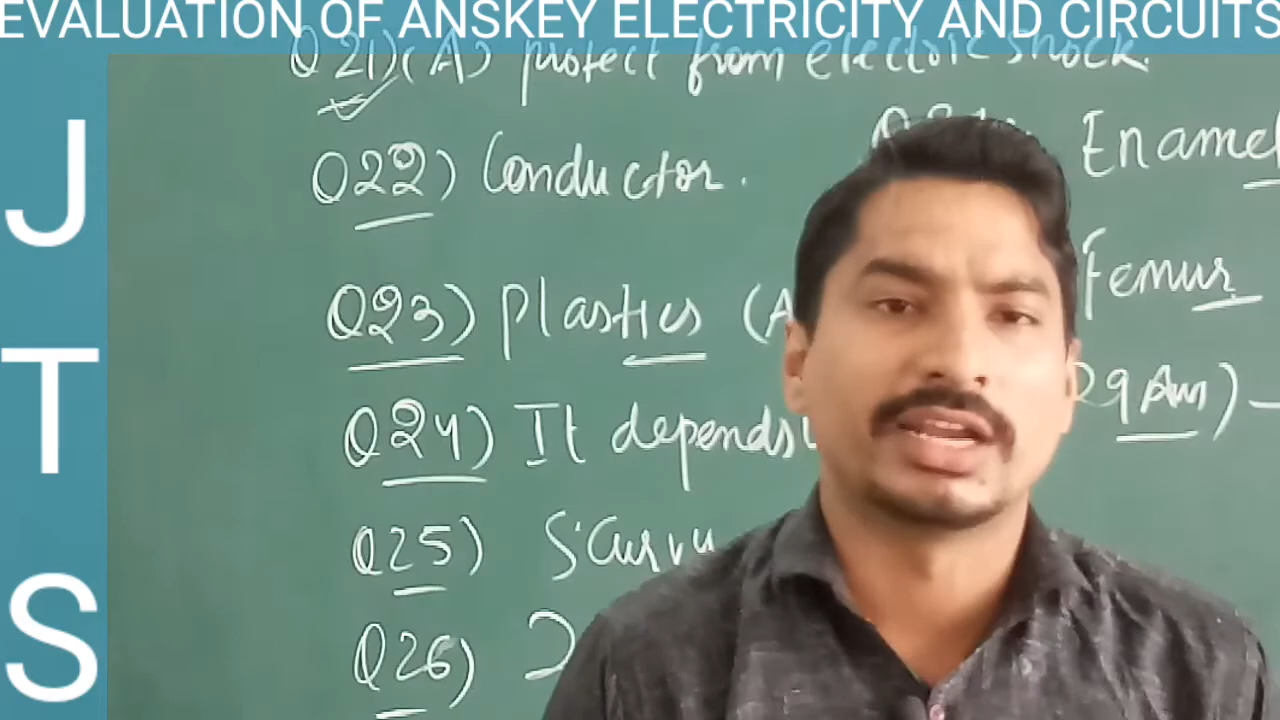 EVALUATION OF ANSKEY ELECTRICITY AND CIRCUITS
J
T
S
Q21) (A) protect from electric shock.
Q22) Conductor.
Q23) Plastics (A
Q24) It depends
Q25)
Q26)
Enamel
Femur
29 Ans) –